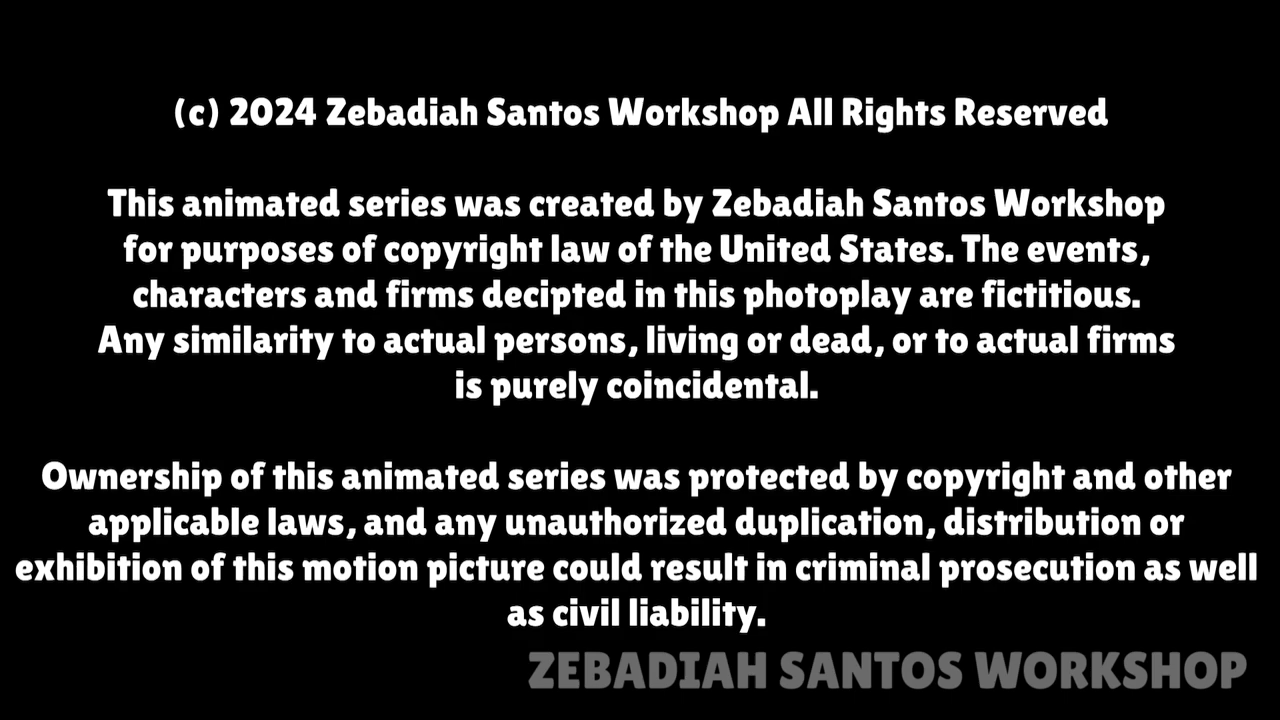 (c) 2024 Zebadiah Santos Workshop All Rights Reserved
This animated series was created by Zebadiah Santos Workshop
for purposes of copyright law of the United States. The events,
characters and firms decipted in this photoplay are fictitious.
Any similarity to actual persons, living or dead, or to actual firms
is purely coincidental.
Ownership of this animated series was protected by copyright and other
applicable laws, and any unauthorized duplication, distribution or
exhibition of this motion picture could result in criminal prosecution as well
as civil liability.
ZEBADIAH SANTOS WORKSHOP